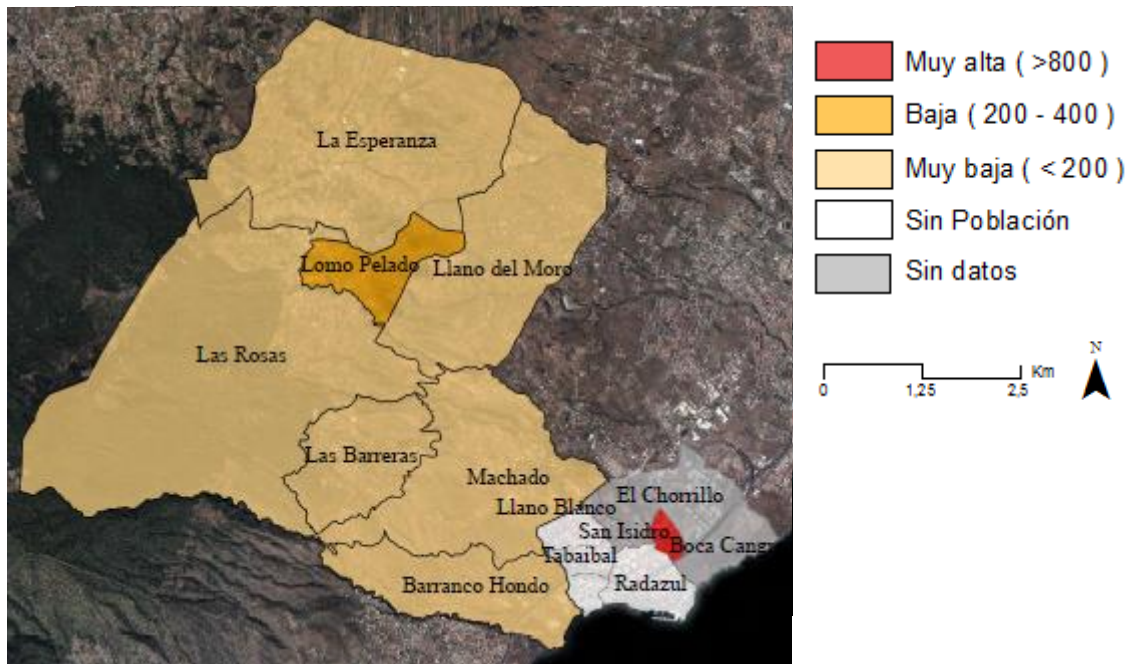 La Esperanza
Lomo Pelado
Llano del Moro
Las Rosas
Las Barreras
Machado
El Chorrillo
Llano Blanco
San Isidro
Boca Cangr
Tabaibal
Radazul
Barranco Hondo
Muy alta ( >800 )
Baja ( 200 - 400 )
Muy baja ( < 200 )
Sin Población
Sin datos
N
Km
0 1,25 2,5